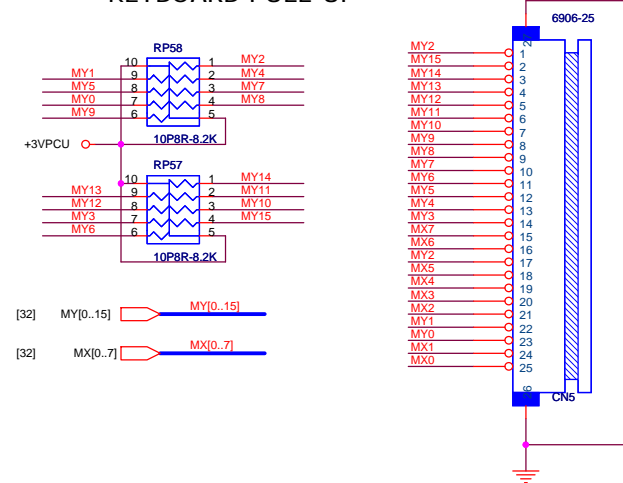 KEYBOARD PULL-UP
RP58
10 1 MY2
MY1 9 2 MY4
MY5 8 3 MY7
MY0 7 4 MY8
MY9 6 5
+3VPCU
10P8R-8.2K
RP57
10 1 MY14
MY13 9 2 MY11
MY12 8 3 MY10
MY3 7 4 MY15
MY6 6 5
10P8R-8.2K
[32] MY[0..15] MY[0..15]
[32] MX[0..7] MX[0..7]
6906-25
MY2 1
MY15 2
MY14 3
MY13 4
MY12 5
MY11 6
MY10 7
MY9 8
MY8 9
MY7 10
MY6 11
MY5 12
MY4 13
MY3 14
MX7 15
MX6 16
MY2 17
MX5 18
MX4 19
MX3 20
MX2 21
MY1 22
MY0 23
MX1 24
MX0 25
26
CN5